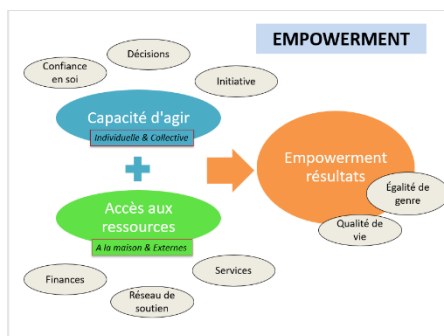 EMPOWERMENT
Décisions
Confiance
en soi
Initiative
Capacité d'agir
Individuelle & Collective
Accès aux
ressources
A la maison & Externes
Empowerment
résultats
Égalité de
genre
Qualité de
vie
Finances
Réseau de
soutien
Services